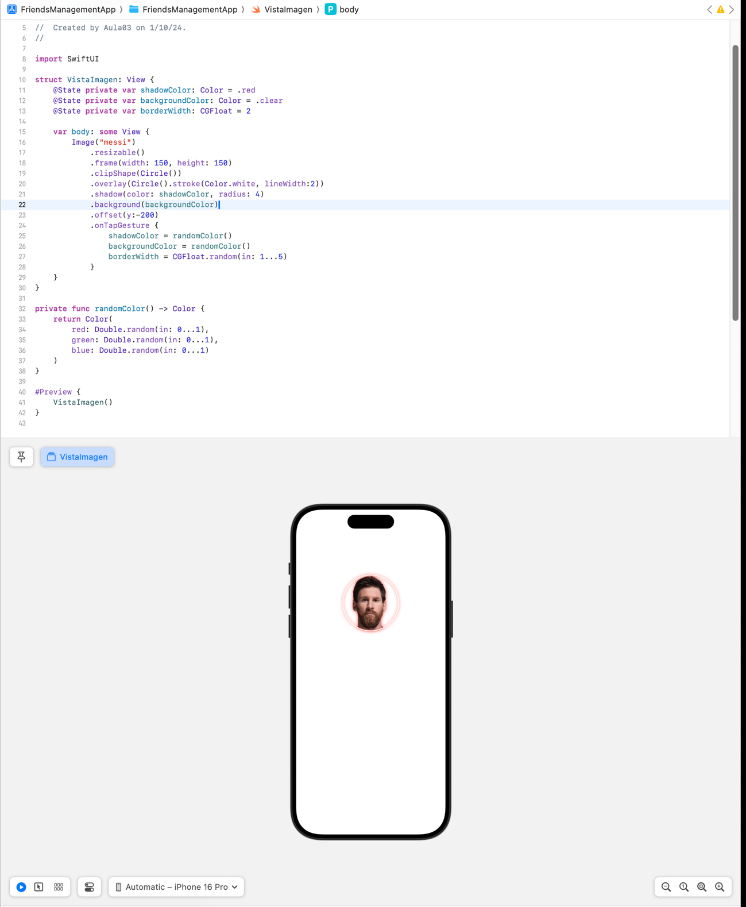 FriendsManagementApp 〉 FriendsManagementApp 〉 VistaImagen 〉 P body
5 //  Created by Aula03 on 1/10/24.
6 //
7
8 import SwiftUI
9
10 struct VistaImagen: View {
11     @State private var shadowColor: Color = .red
12     @State private var backgroundColor: Color = .clear
13     @State private var borderWidth: CGFloat = 2
14
15     var body: some View {
16         Image("messi")
17             .resizable()
18             .frame(width: 150, height: 150)
19             .clipShape(Circle())
20             .overlay(Circle().stroke(Color.white, lineWidth:2))
21             .shadow(color: shadowColor, radius: 4)
22             .background(backgroundColor)
23             .offset(y:-200)
24             .onTapGesture {
25                 shadowColor = randomColor()
26                 backgroundColor = randomColor()
27                 borderWidth = CGFloat.random(in: 1...5)
28             }
29     }
30 }
31
32 private func randomColor() -> Color {
33     return Color(
34         red: Double.random(in: 0...1),
35         green: Double.random(in: 0...1),
36         blue: Double.random(in: 0...1)
37     )
38 }
39
40 #Preview {
41     VistaImagen()
42 }
43
VistaImagen
Automatic – iPhone 16 Pro